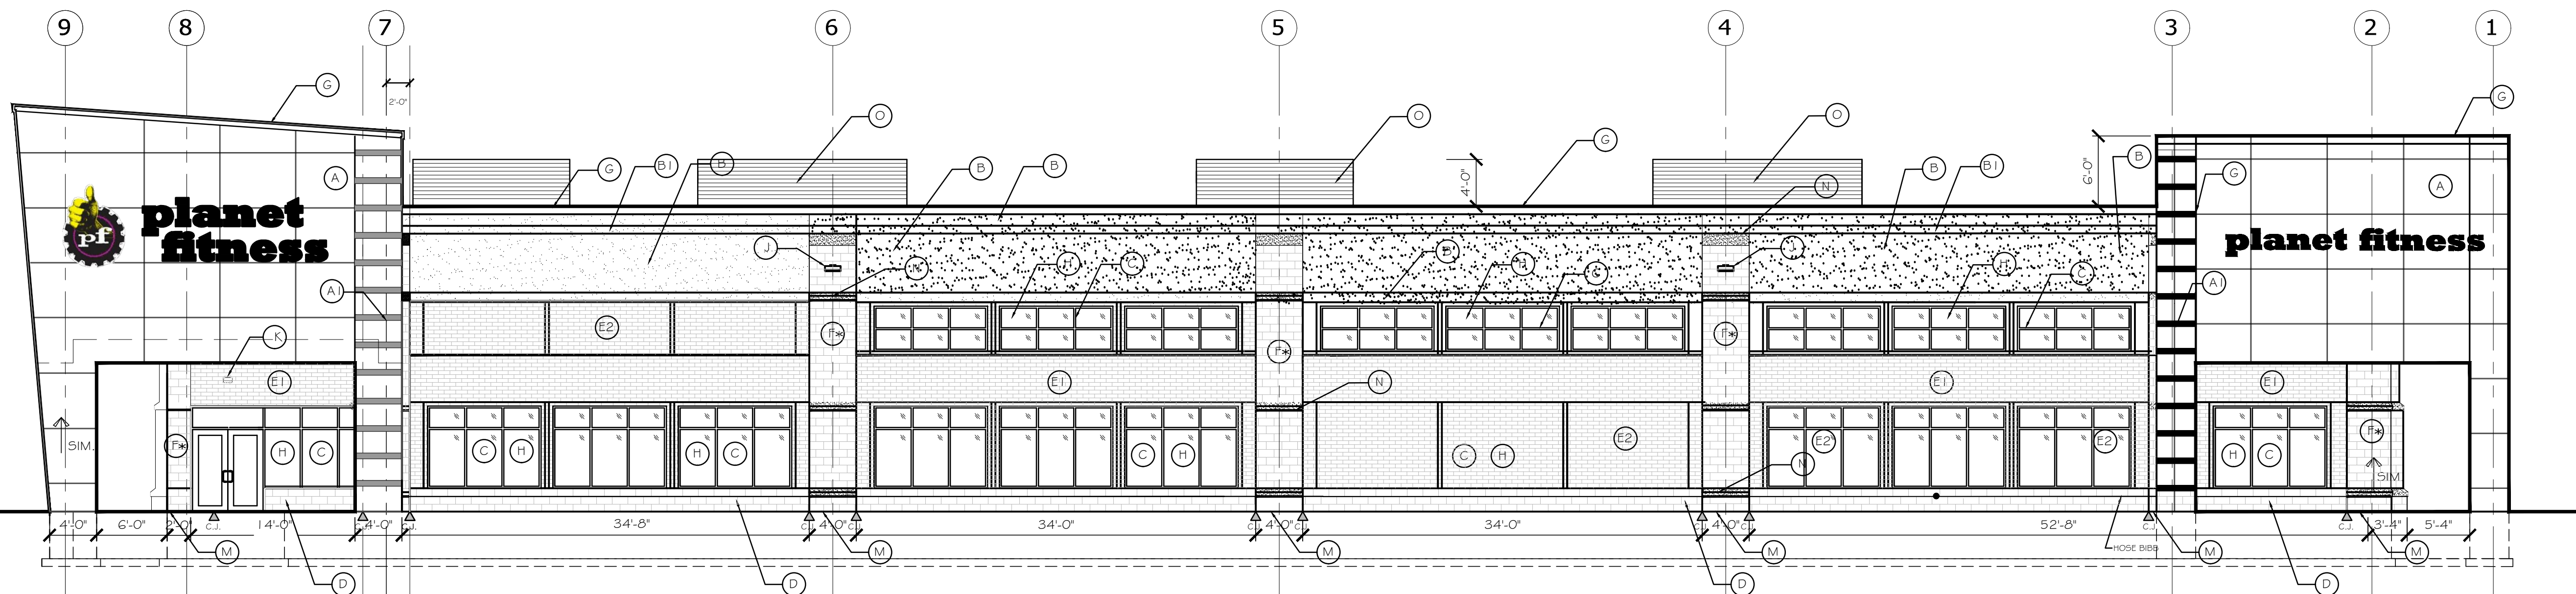 9 8 7 6 5 4 3 2 1
G
2'-0"
G
O O O
B1 B B B
G
G
4'-0"
N
B B1
6'-0"
B
G
A
A
planet
fitness
pf
planet fitness
J
N
H C
B H C
J
H C
A1
A1
K
E2
F*
F*
F*
E1
E1
N
E1
E1
SIM.
F*
H C
C H
H C
C H
C H
E2
N
E2
E2
H C
F*
SIM.
4'-0" 6'-0" 2'-0" C.J. 14'-0" C.J. 4'-0" C.J. 34'-8" C.J. 4'-0" C.J. 34'-0" C.J. 4'-0" C.J. 34'-0" C.J. 4'-0" C.J. 52'-8" C.J. C.J. 3'-4" 5'-4"
M M M M HOSE BIBB M M
D D D D